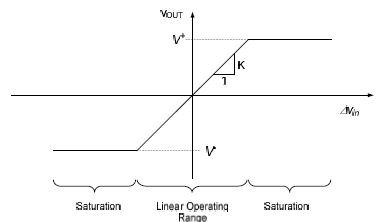 vOUT
V+
K
1
Δvin
V-
Saturation
Linear Operating
Range
Saturation